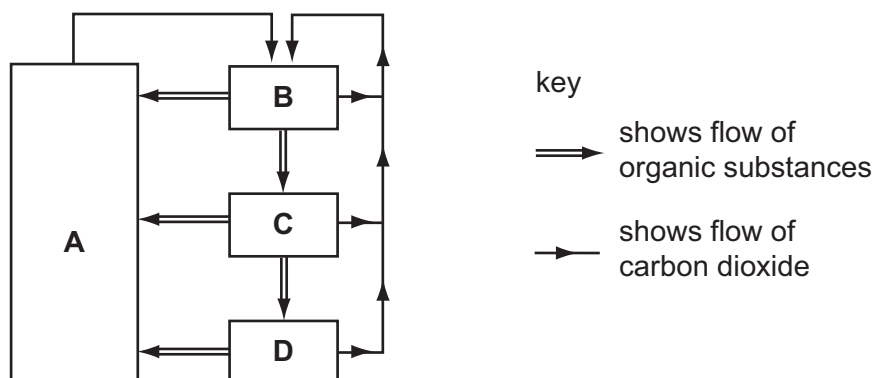 B
key
shows flow of
organic substances
A
C
shows flow of
carbon dioxide
D